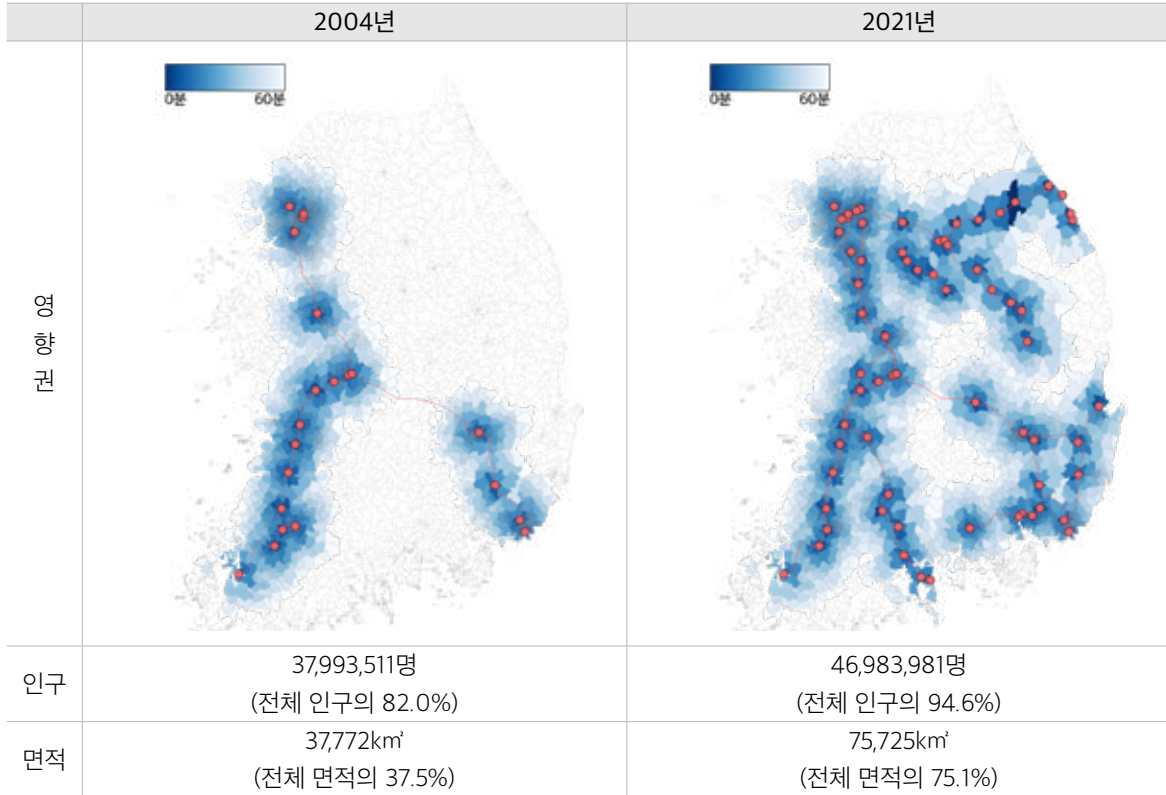 2004년
2021년
0분
60분
0분
60분
영
향
권
인구
37,993,511명
(전체 인구의 82.0%)
46,983,981명
(전체 인구의 94.6%)
면적
37,772㎢
(전체 면적의 37.5%)
75,725㎢
(전체 면적의 75.1%)